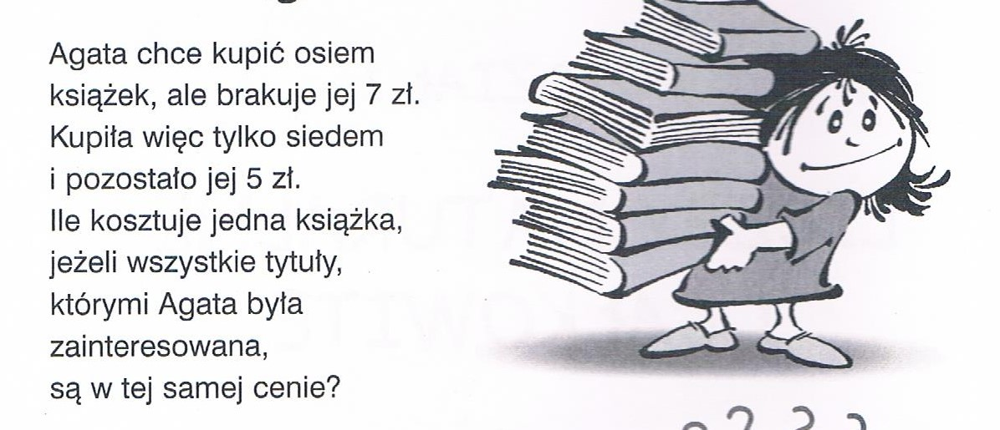 Agata chce kupić osiem
książek, ale brakuje jej 7 zł.
Kupiła więc tylko siedem
i pozostało jej 5 zł.
Ile kosztuje jedna książka,
jeżeli wszystkie tytuły,
którymi Agata była
zainteresowana,
są w tej samej cenie?